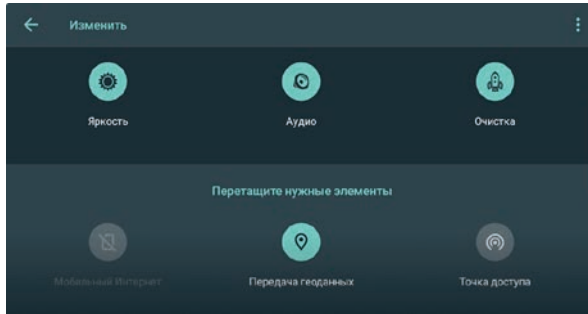 Изменить
Яркость
Аудио
Очистка
Перетащите нужные элементы
Мобильный Интернет
Передача геоданных
Точка доступа